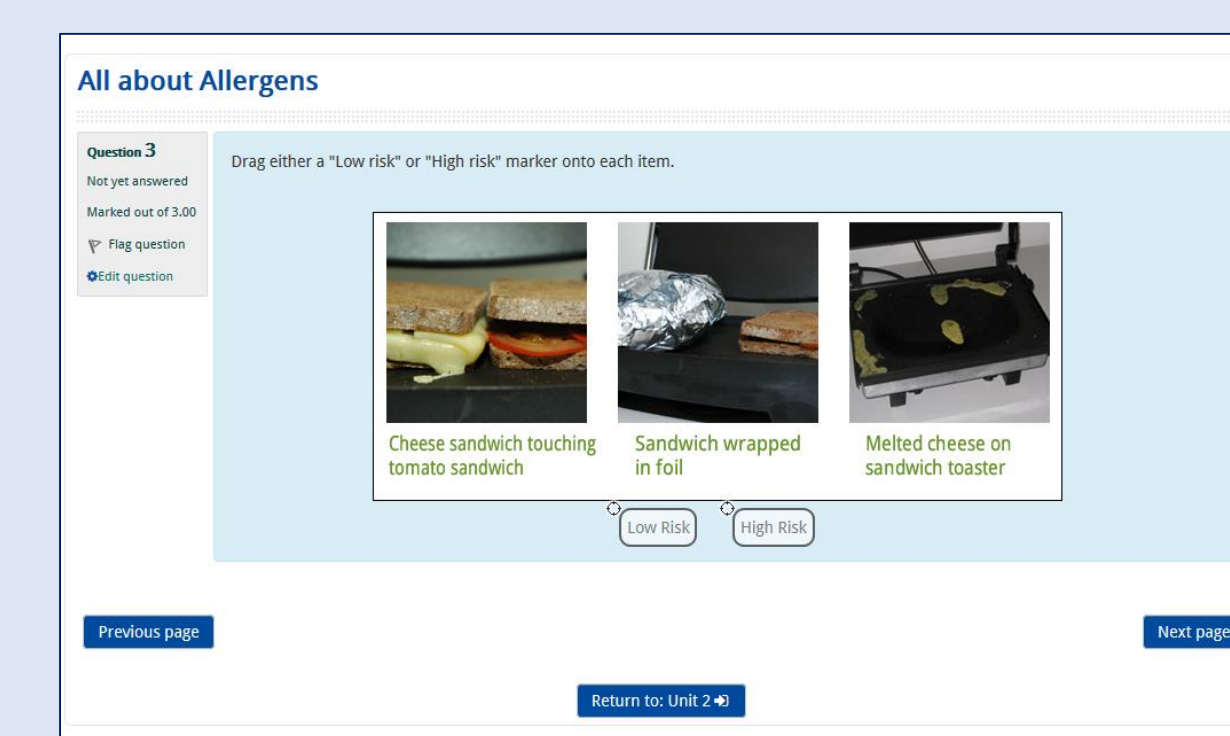 All about Allergens
Question 3
Not yet answered
Marked out of 3.00
Flag question
Edit question
Drag either a "Low risk" or "High risk" marker onto each item.
Cheese sandwich touching
tomato sandwich
Sandwich wrapped
in foil
Melted cheese on
sandwich toaster
Low Risk
High Risk
Previous page
Next page
Return to: Unit 2